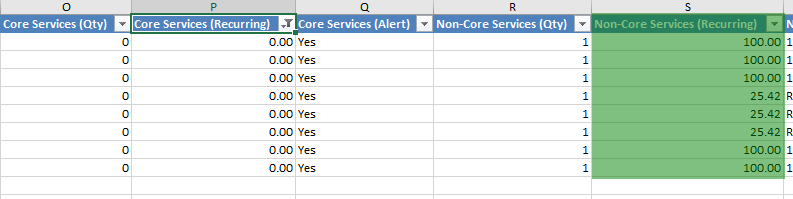 O P Q R S
Core Services (Qty) Core Services (Recurring) Core Services (Alert) Non-Core Services (Qty) Non-Core Services (Recurring) N
0 0.00 Yes 1 100.00 1
0 0.00 Yes 1 100.00 1
0 0.00 Yes 1 100.00 1
0 0.00 Yes 1 25.42 R
0 0.00 Yes 1 25.42 R
0 0.00 Yes 1 25.42 R
0 0.00 Yes 1 100.00 1
0 0.00 Yes 1 100.00 1